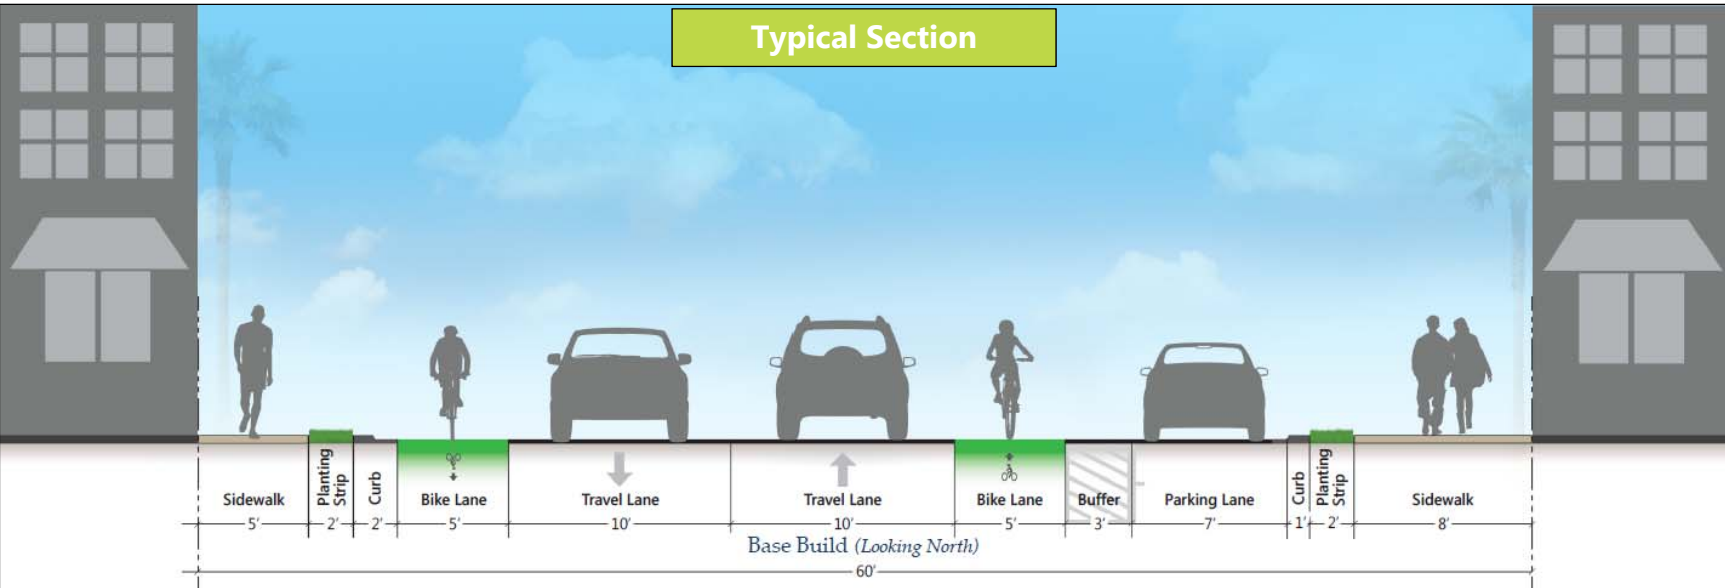 Typical Section
Sidewalk
Planting
Strip
Curb
Bike Lane
Travel Lane
Travel Lane
Bike Lane
Buffer
Parking Lane
Curb
Planting
Strip
Sidewalk
5' 2' 2' 5' 10' 10' 5' 3' 7' 1' 2' 8'
Base Build (Looking North)
60'